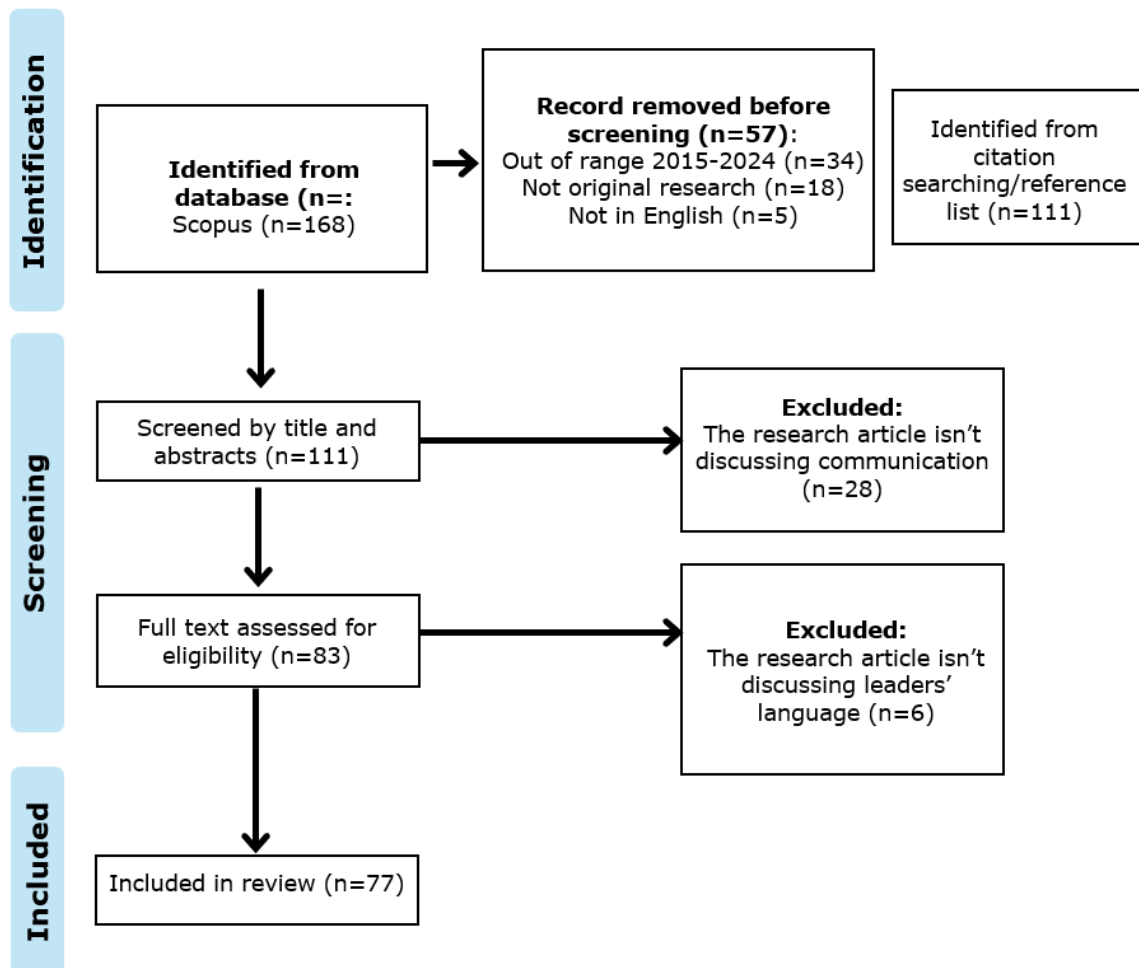 Identification
Identified from
database (n=:
Scopus (n=168)
Record removed before
screening (n=57):
Out of range 2015-2024 (n=34)
Not original research (n=18)
Not in English (n=5)
Identified from
citation
searching/reference
list (n=111)
Screening
Screened by title and
abstracts (n=111)
Excluded:
The research article isn’t
discussing communication
(n=28)
Full text assessed for
eligibility (n=83)
Excluded:
The research article isn’t
discussing leaders’
language (n=6)
Included
Included in review (n=77)